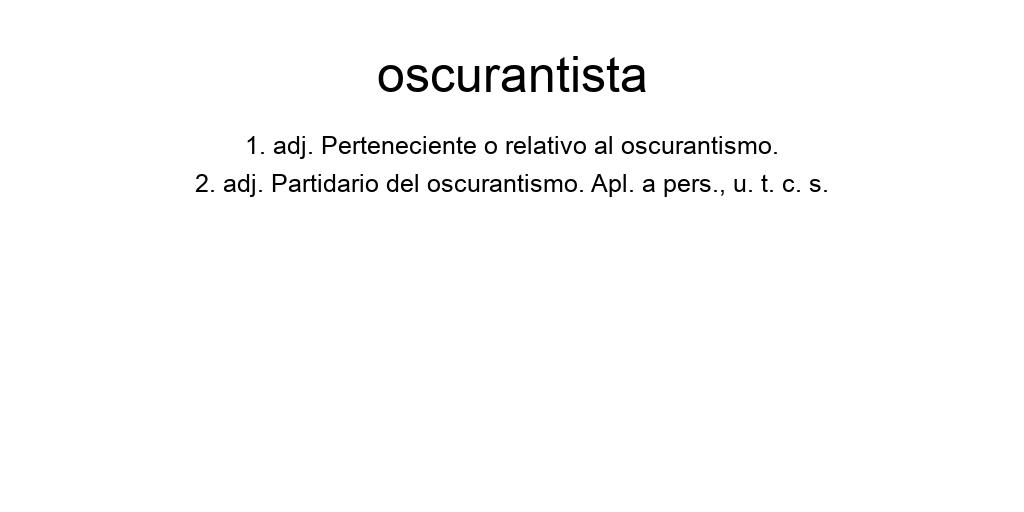 oscurantista
1. adj. Perteneciente o relativo al oscurantismo.
2. adj. Partidario del oscurantismo. Apl. a pers., u. t. c. s.